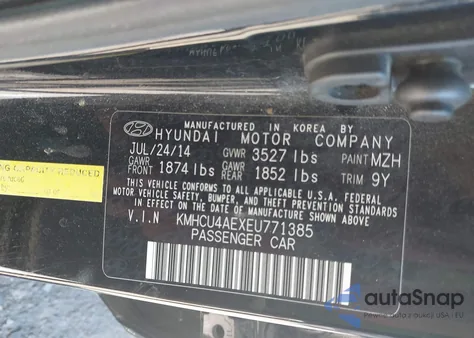 MANUFACTURED IN KOREA BY
HYUNDAI MOTOR COMPANY
JUL/24/14 GVWR 3527 lbs PAINT MZH
GAWR FRONT 1874 lbs GAWR REAR 1852 lbs TRIM 9Y
THIS VEHICLE CONFORMS TO ALL APPLICABLE U.S.A. FEDERAL
MOTOR VEHICLE SAFETY, BUMPER, AND THEFT PREVENTION
STANDARDS IN EFFECT ON THE DATE OF MANUFACTURE SHOWN ABOVE.
V.I.N KMHCU4AEXEU771385
PASSENGER CAR
autoSnap